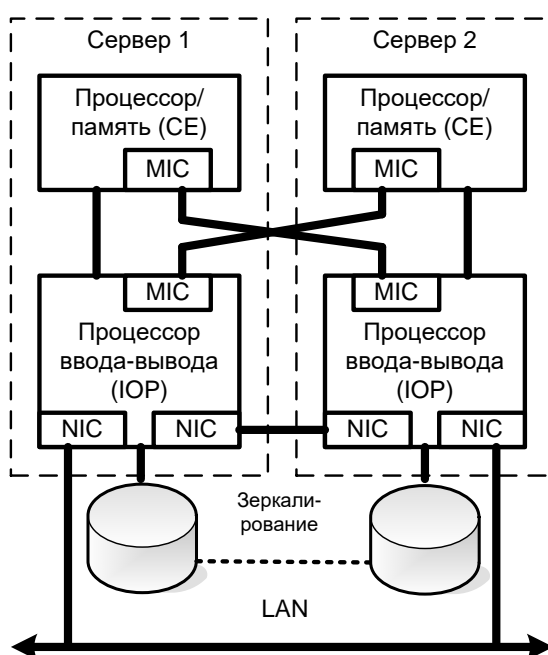 Сервер 1
Сервер 2
Процессор/
память (CE)
MIC
Процессор/
память (CE)
MIC
MIC
Процессор
ввода-вывода
(IOP)
NIC
NIC
MIC
Процессор
ввода-вывода
(IOP)
NIC
NIC
Зеркали-
рование
LAN